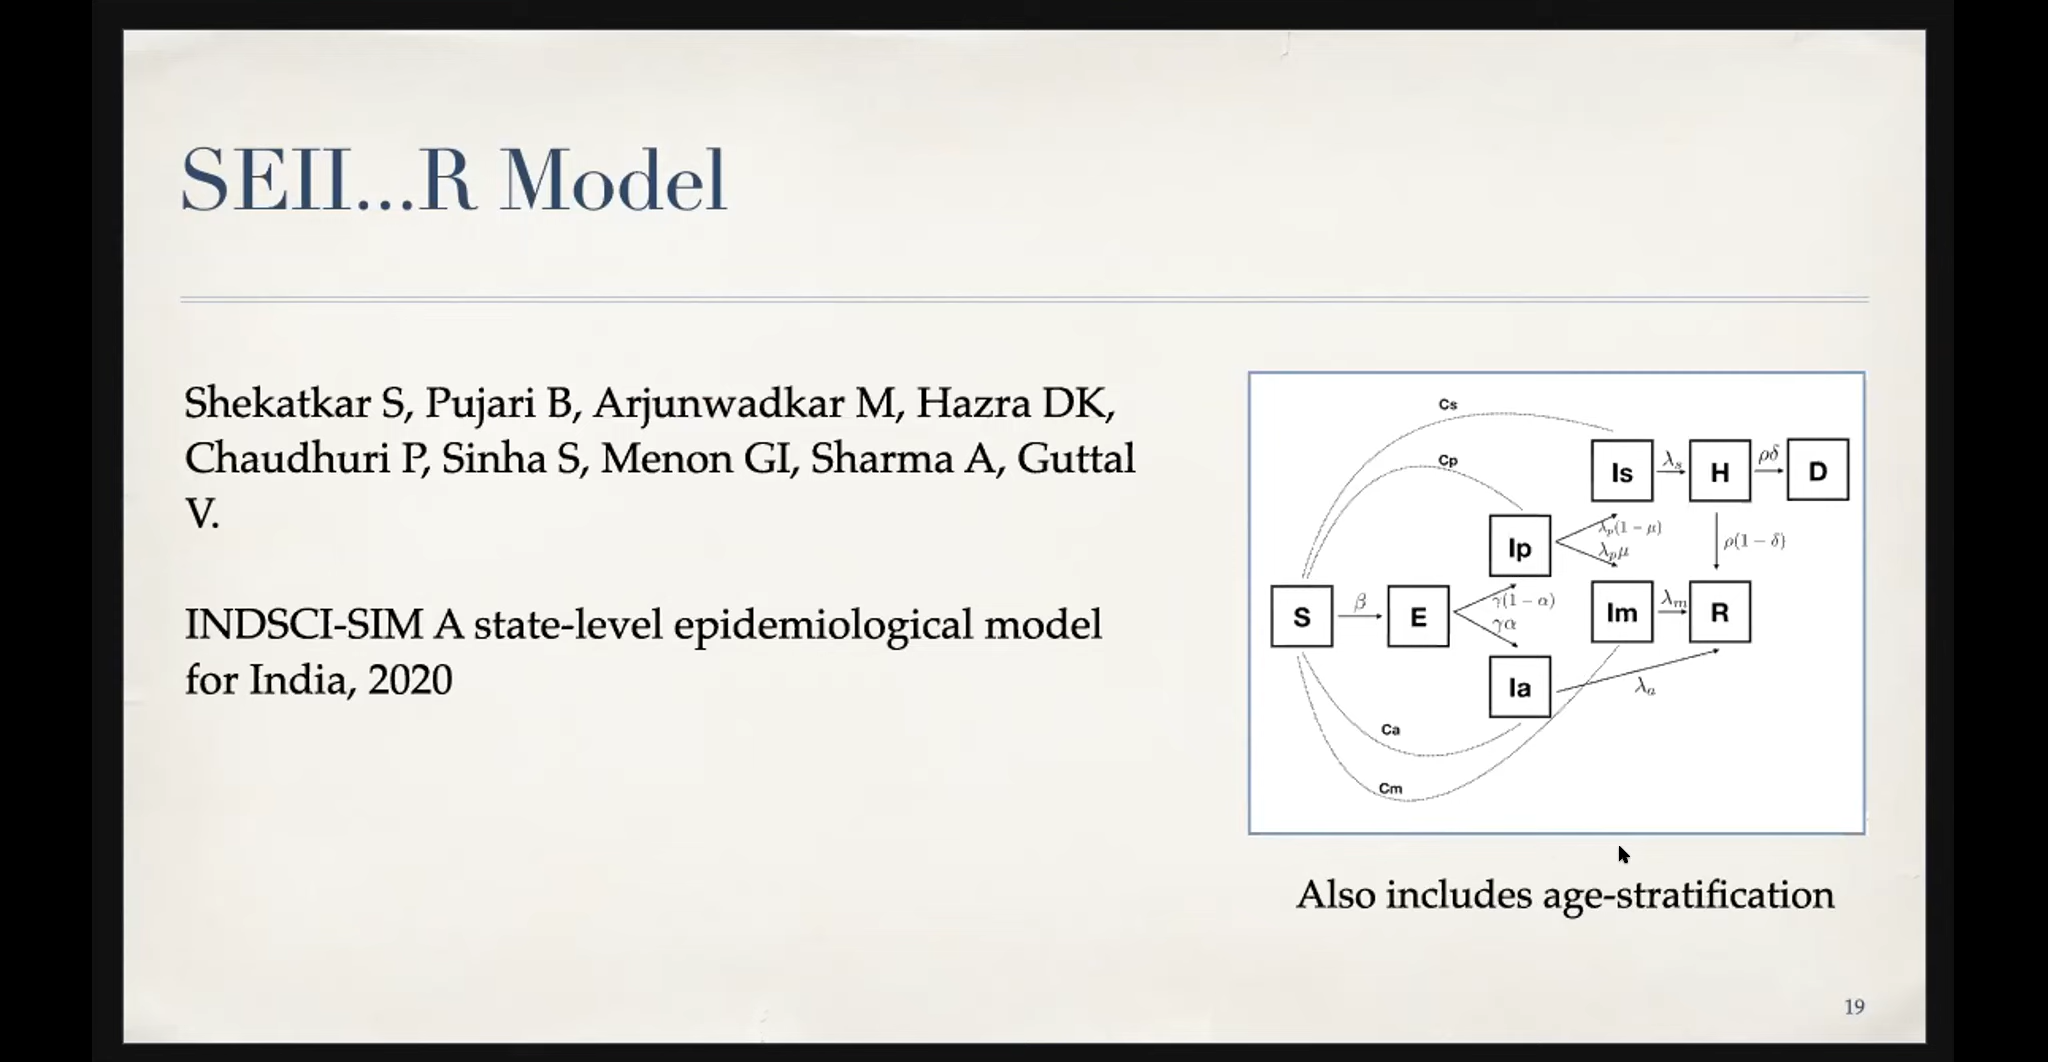 SEII...R Model
Shekatkar S, Pujari B, Arjunwadkar M, Hazra DK,
Chaudhuri P, Sinha S, Menon GI, Sharma A, Guttal
V.
INDSCI-SIM A state-level epidemiological model
for India, 2020
Cs
Cp
Is λs H ρδ D
λp(1 − μ)
λpμ
ρ(1 − δ)
Ip
S β E
γ(1 − α)
γα
Im λm R
Ia
λa
Ca
Cm
Also includes age-stratification
19